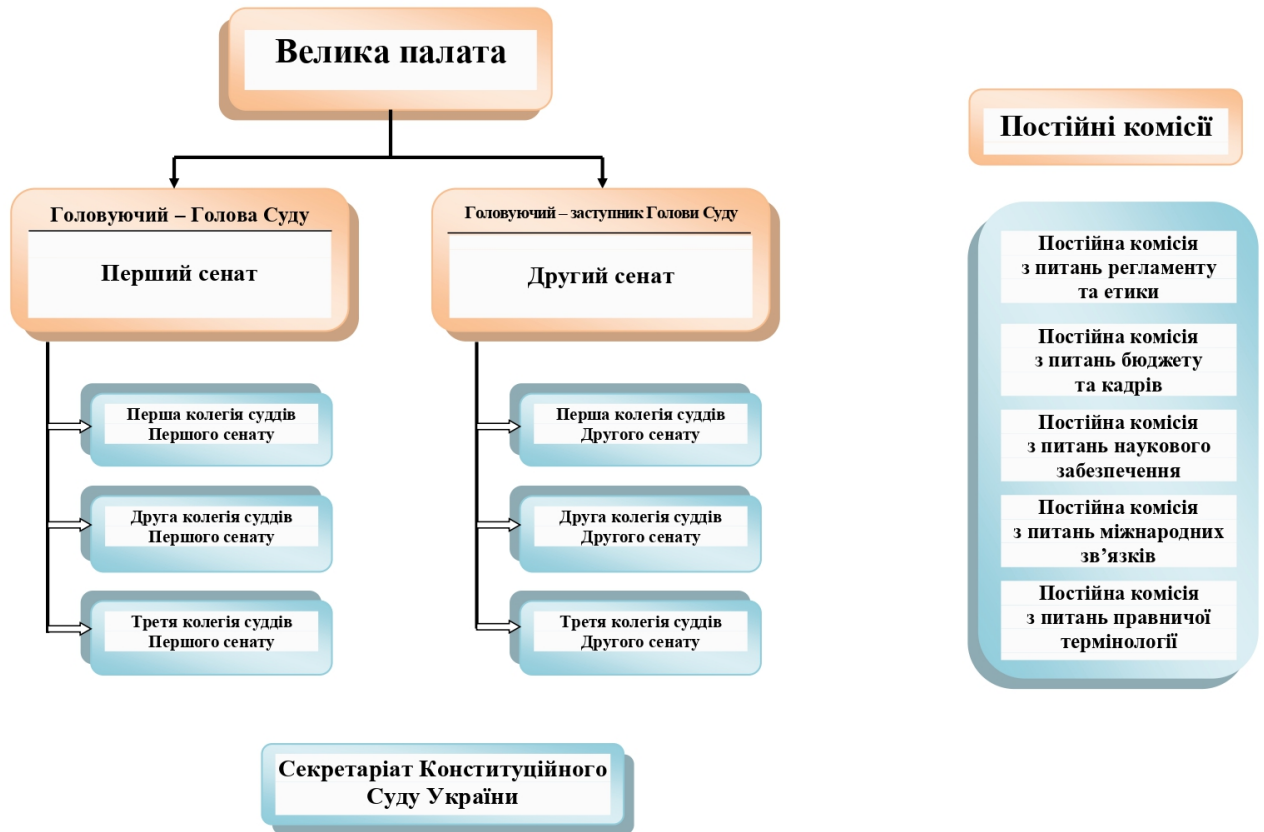 Велика палата
Головуючий – Голова Суду
Перший сенат
Перша колегія суддів
Першого сенату
Друга колегія суддів
Першого сенату
Третя колегія суддів
Першого сенату
Головуючий – заступник Голови Суду
Другий сенат
Перша колегія суддів
Другого сенату
Друга колегія суддів
Другого сенату
Третя колегія суддів
Другого сенату
Постійні комісії
Постійна комісія
з питань регламенту
та етики
Постійна комісія
з питань бюджету
та кадрів
Постійна комісія
з питань наукового
забезпечення
Постійна комісія
з питань міжнародних
зв’язків
Постійна комісія
з питань правничої
термінології
Секретаріат Конституційного
Суду України